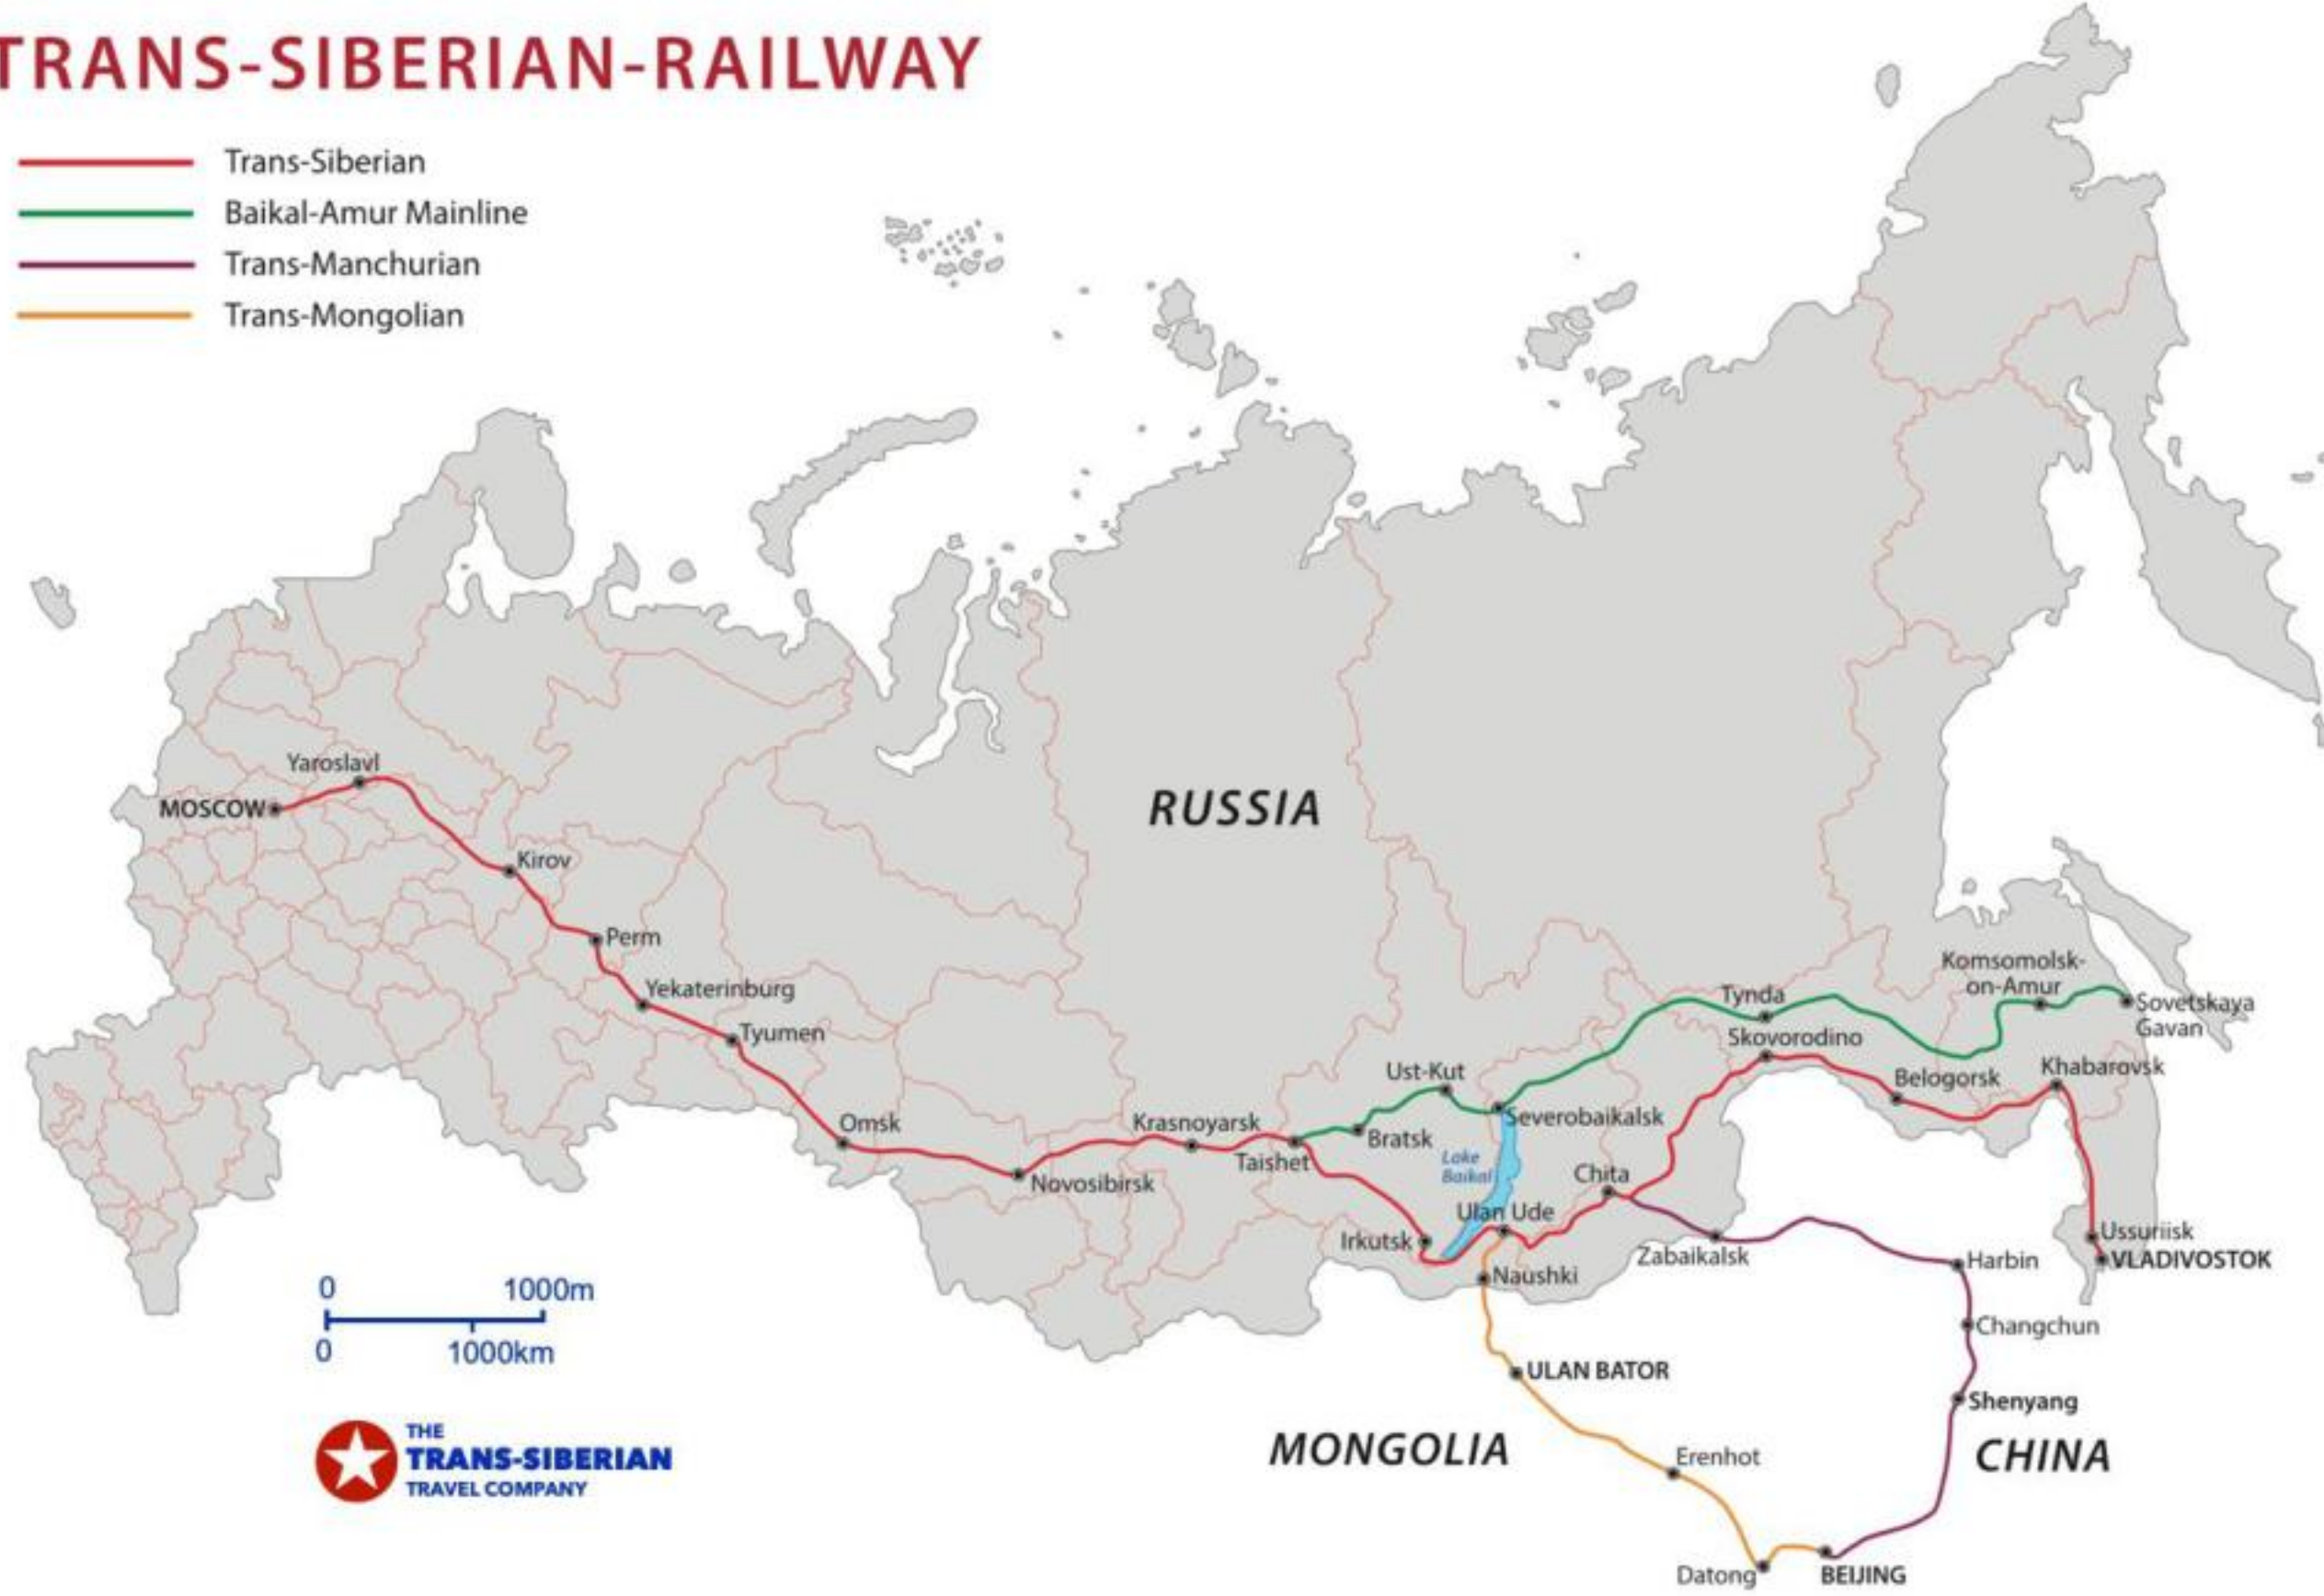 TRANS-SIBERIAN-RAILWAY
Trans-Siberian
Baikal-Amur Mainline
Trans-Manchurian
Trans-Mongolian
RUSSIA
Yaroslavl
MOSCOW
Kirov
Perm
Yekaterinburg
Tyumen
Omsk
Novosibirsk
Krasnoyarsk
Taishet
Bratsk
Ust-Kut
Severobaikalsk
Lake
Baikal
Irkutsk
Ulan Ude
Naushki
Chita
Zabaikalsk
Tynda
Skovorodino
Belogorsk
Komsomolsk-
on-Amur
Sovetskaya
Gavan
Khabarovsk
Ussuriisk
VLADIVOSTOK
Harbin
Changchun
Shenyang
CHINA
ULAN BATOR
MONGOLIA
Erenhot
Datong
BEIJING
0 1000m
0 1000km
THE
TRANS-SIBERIAN
TRAVEL COMPANY